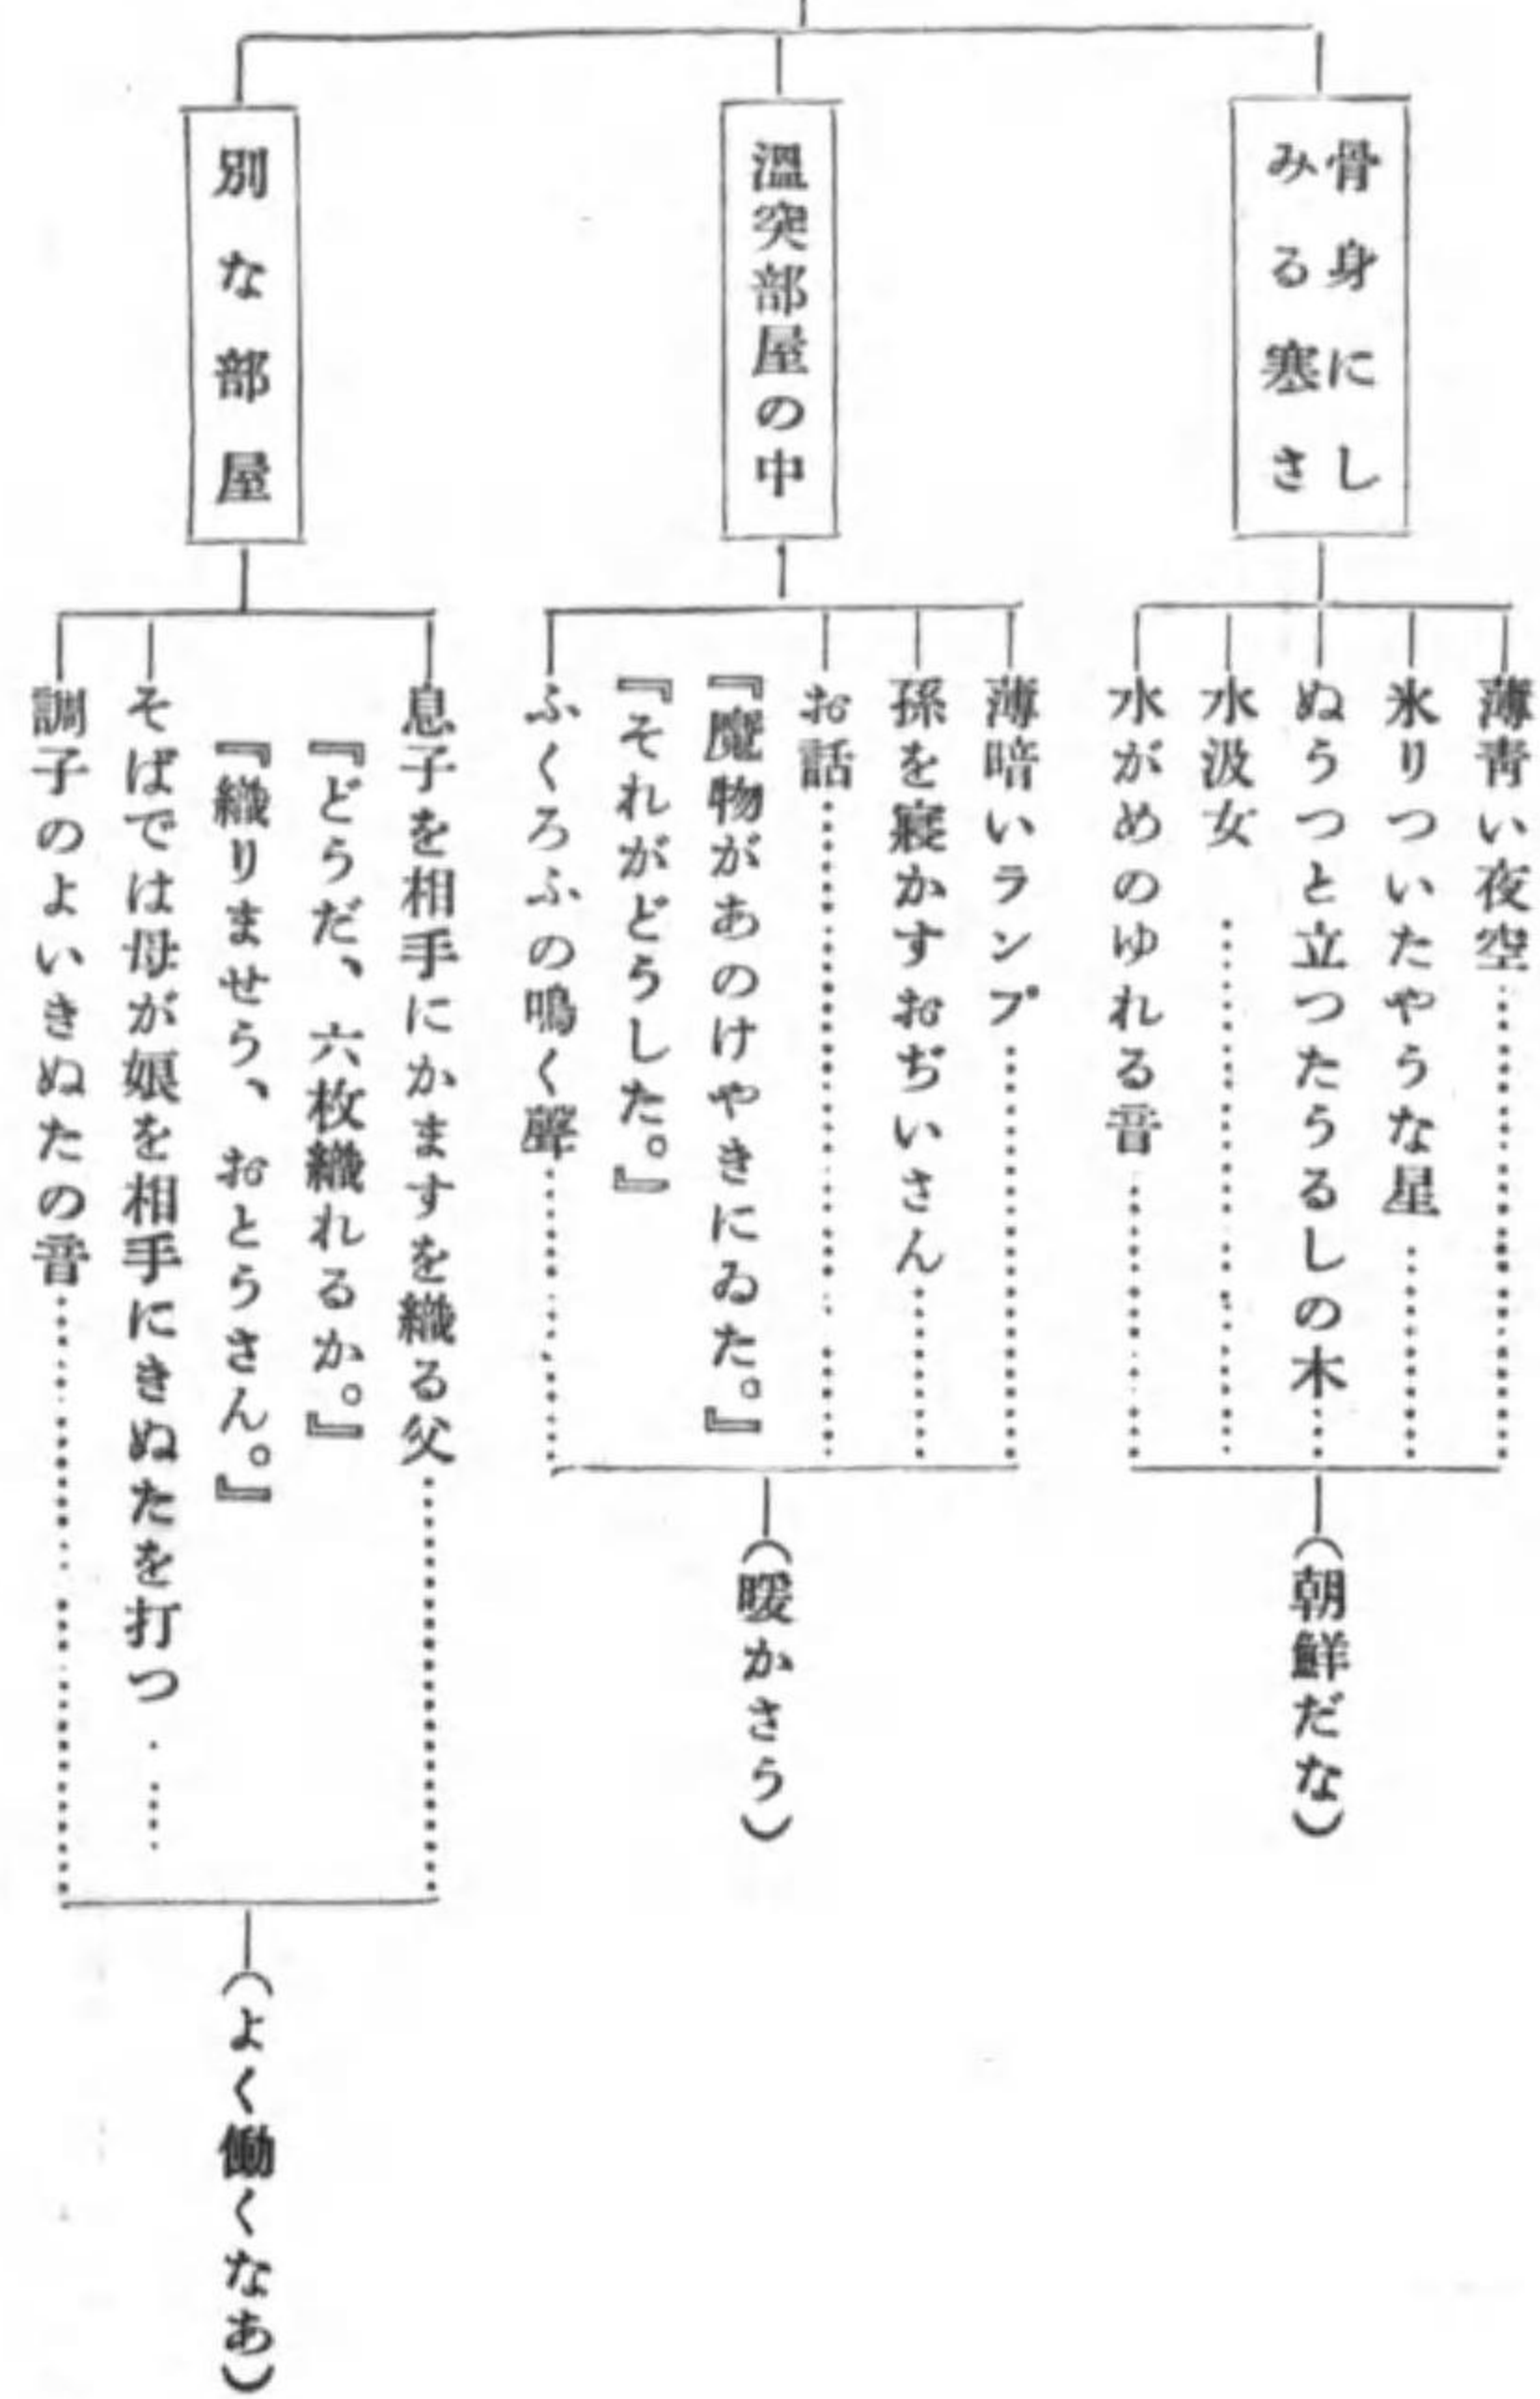 骨身にし
みる寒さ
薄青い夜空
氷りついたやうな星
ぬうつと立つたうるしの木
水汲女
水がめのゆれる音
(朝鮮だな)
溫突部屋の中
薄暗いランプ
孫を寢かすおぢいさん
お話
『魔物があのけやきにゐた。』
『それがどうした。』
ふくろふの鳴く聲
(暖かさう)
別な部屋
息子を相手にかますを織る父
『どうだ、六枚織れるか。』
『織りませう、おとうさん。』
そばでは母が娘を相手にきぬたを打つ
調子のよいきぬたの音
(よく働くなあ)